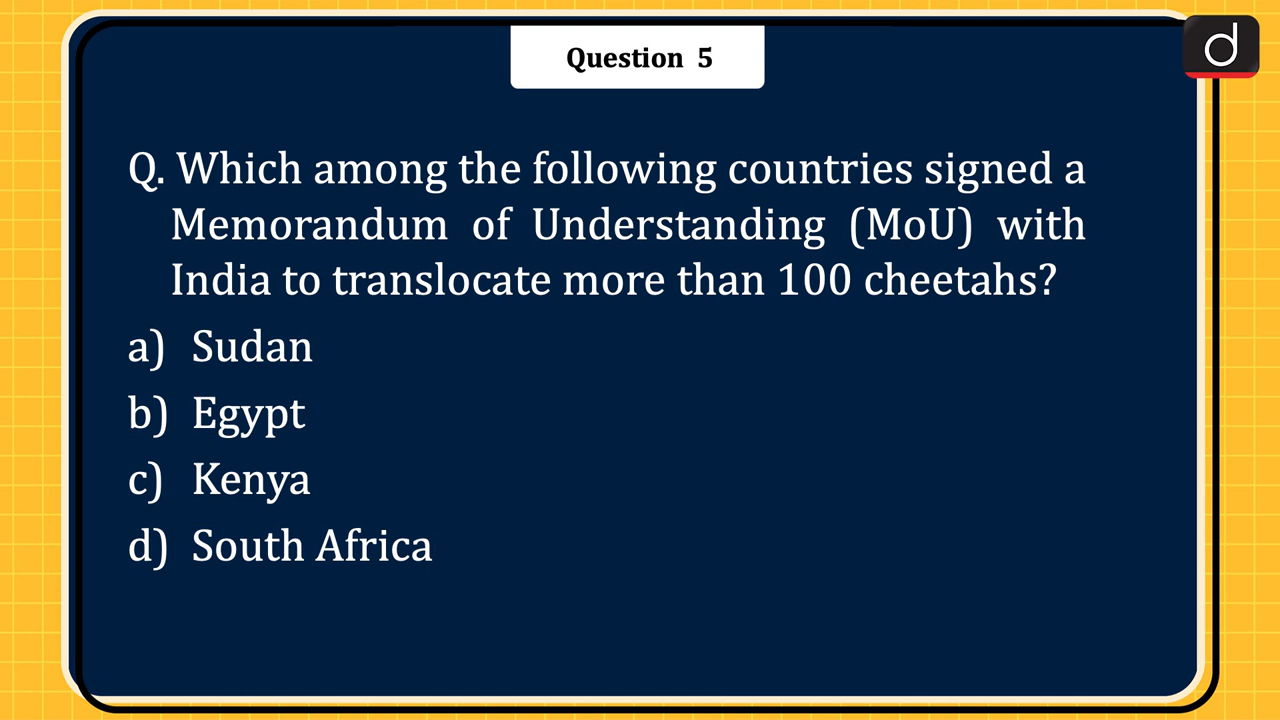 Question 5
d
Q. Which among the following countries signed a
Memorandum of Understanding (MoU) with
India to translocate more than 100 cheetahs?
a) Sudan
b) Egypt
c) Kenya
d) South Africa